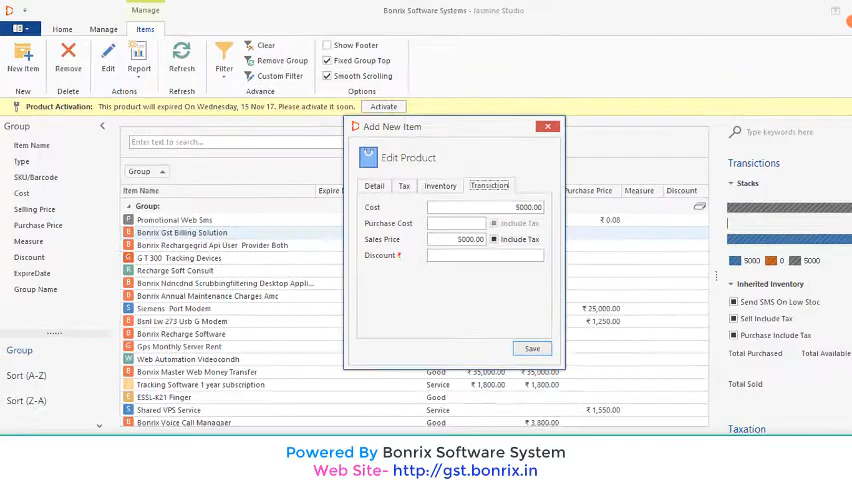 Manage
Bonrix Software Systems - Jasmine Studio
Home
Manage
Items
New Item
Remove
Edit
Report
Refresh
Filter
Clear
Remove Group
Custom Filter
Show Footer
Fixed Group Top
Smooth Scrolling
New
Delete
Actions
Refresh
Advance
Options
Product Activation: This product will expired On Wednesday, 15 Nov 17. Please activate it soon.
Activate
Group
Item Name
Type
SKU/Barcode
Cost
Selling Price
Purchase Price
Measure
Discount
ExpireDate
Group Name
Group
Sort (A-Z)
Sort (Z-A)
Enter text to search...
Group
Item Name
Expire D
Purchase Price
Measure
Discount
Group:
P Promotional Web Sms ₹ 0.08
B Bonrix Gst Billing Solution
B Bonrix Rechargegrid Api User Provider Both
G G T 300 Tracking Devices
R Recharge Soft Consult
B Bonrix Ndncdnd Scrubbingfiltering Desktop Applic...
B Bonrix Annual Maintenance Charges Amc
S Siemens Port Modem ₹ 25,000.00
B Bsnl Lw 273 Usb G Modem ₹ 1,250.00
B Bonrix Recharge Software
G Gps Monthly Server Rent
W Web Automation Videocondh
B Bonrix Master Web Money Transfer Good ₹ 35,000.00 ₹ 35,000.00
Tracking Software 1 year subscription Service ₹ 1,800.00 ₹ 1,800.00
E ESSL-K21 Finger Good
S Shared VPS Service Service ₹ 1,550.00
B Bonrix Voice Call Managaer Good ₹ 3,800.00
Add New Item
Edit Product
Detail
Tax
Inventory
Transiction
Cost 5000.00
Purchase Cost Include Tax
Sales Price 5000.00 Include Tax
Discount *
Save
Type keywords here
Transictions
Stacks
5000 0 5000
Inherited Inventory
Send SMS On Low Stoc
Sell Include Tax
Purchase Include Tax
Total Purchased Total Available
Total Sold
Taxation
Powered By Bonrix Software System
Web Site- http://gst.bonrix.in